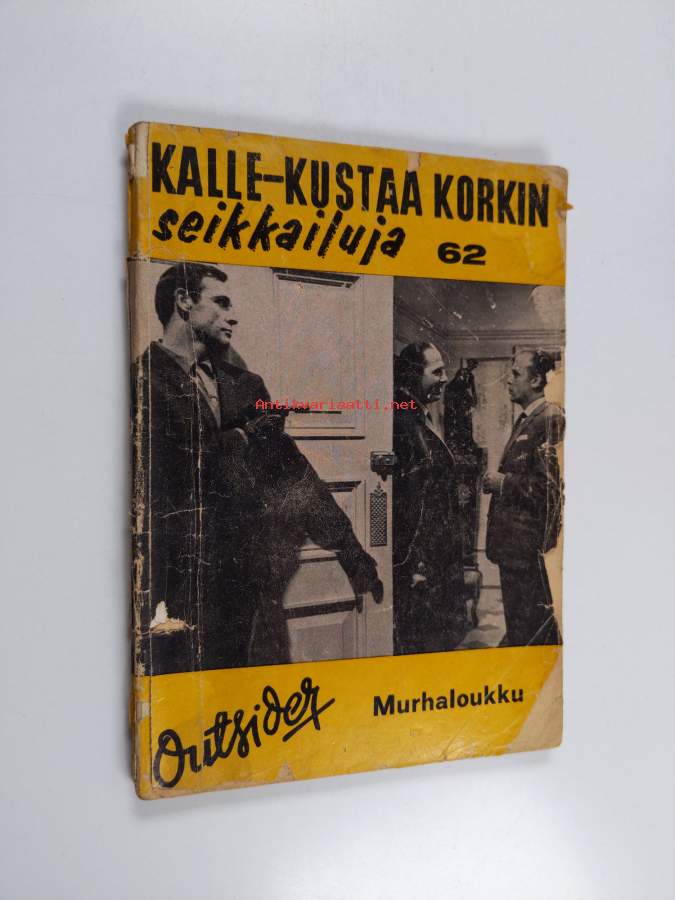 KALLE-KUSTAA KORKIN
seikkailuja 62
Antikvariaatti.net
Outsider Murhaloukku